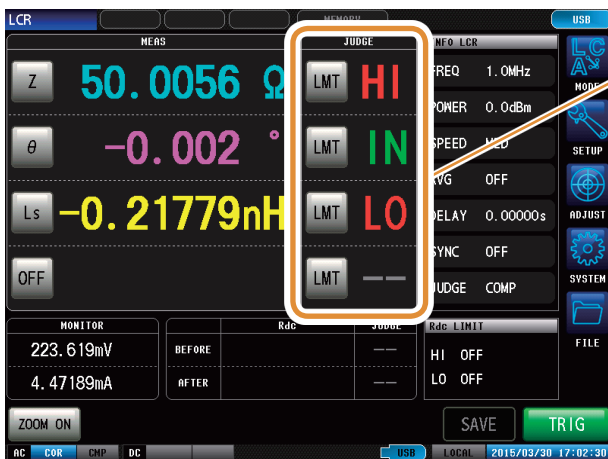 LCR
USB
MEAS
JUDGE
Z 50.0056 Ω LMT HI
θ -0.002 ° LMT IN
Ls -0.21779nH LMT LO
OFF LMT --
NFO LCR
FREQ 1.0MHz
POWER 0.0dBm
SPEED
AVG OFF
DELAY 0.00000s
SYNC OFF
JUDGE COMP
LC
MODE
SETUP
ADJUST
SYSTEM
FILE
MONITOR
223.619mV
4.47189mA
Rdc
JUDGE
BEFORE --
AFTER --
Rdc LIMIT
HI OFF
LO OFF
ZOOM ON
SAVE
TRIG
AC COR CMP DC
USB LOCAL 2015/03/30 17:02:30